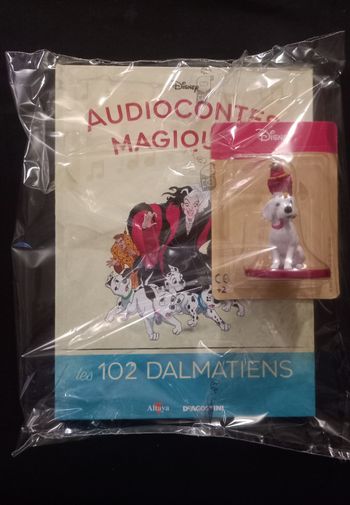 Disney
AUDIOCONTES
MAGIQU
Disney
les 102 DALMATIENS
Altaya DeAGOSTINI